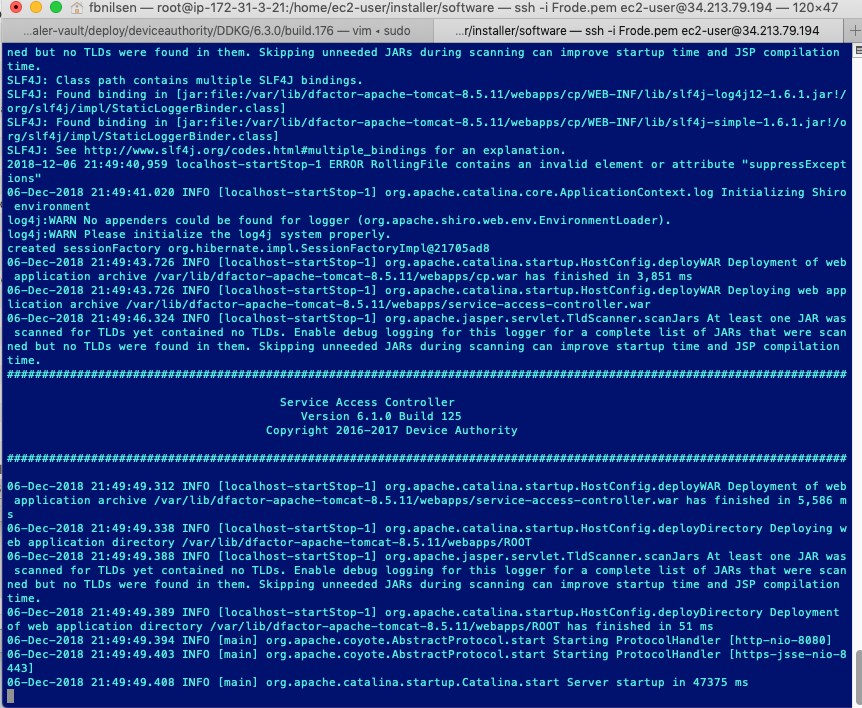 fbnilsen — root@ip-172-31-3-21:/home/ec2-user/installer/software — ssh -i Frode.pem ec2-user@34.213.79.194 — 120×47
...aler-vault/deploy/deviceauthority/DDKG/6.3.0/build.176 — vim ◂ sudo
...r/installer/software — ssh -i Frode.pem ec2-user@34.213.79.194
ned but no TLDs were found in them. Skipping unneeded JARs during scanning can improve startup time and JSP compilation
time.
SLF4J: Class path contains multiple SLF4J bindings.
SLF4J: Found binding in [jar:file:/var/lib/dfactor-apache-tomcat-8.5.11/webapps/cp/WEB-INF/lib/slf4j-log4j12-1.6.1.jar!/
org/slf4j/impl/StaticLoggerBinder.class]
SLF4J: Found binding in [jar:file:/var/lib/dfactor-apache-tomcat-8.5.11/webapps/cp/WEB-INF/lib/slf4j-simple-1.6.1.jar!/o
rg/slf4j/impl/StaticLoggerBinder.class]
SLF4J: See http://www.slf4j.org/codes.html#multiple_bindings for an explanation.
2018-12-06 21:49:40,959 localhost-startStop-1 ERROR RollingFile contains an invalid element or attribute "suppressExcept
ions"
06-Dec-2018 21:49:41.020 INFO [localhost-startStop-1] org.apache.catalina.core.ApplicationContext.log Initializing Shiro
 environment
log4j:WARN No appenders could be found for logger (org.apache.shiro.web.env.EnvironmentLoader).
log4j:WARN Please initialize the log4j system properly.
created sessionFactory org.hibernate.impl.SessionFactoryImpl@21705ad8
06-Dec-2018 21:49:43.726 INFO [localhost-startStop-1] org.apache.catalina.startup.HostConfig.deployWAR Deployment of web
 application archive /var/lib/dfactor-apache-tomcat-8.5.11/webapps/cp.war has finished in 3,851 ms
06-Dec-2018 21:49:43.726 INFO [localhost-startStop-1] org.apache.catalina.startup.HostConfig.deployWAR Deploying web app
lication archive /var/lib/dfactor-apache-tomcat-8.5.11/webapps/service-access-controller.war
06-Dec-2018 21:49:46.324 INFO [localhost-startStop-1] org.apache.jasper.servlet.TldScanner.scanJars At least one JAR was
 scanned for TLDs yet contained no TLDs. Enable debug logging for this logger for a complete list of JARs that were scan
ned but no TLDs were found in them. Skipping unneeded JARs during scanning can improve startup time and JSP compilation
time.
########################################################################################################################
Service Access Controller
Version 6.1.0 Build 125
Copyright 2016-2017 Device Authority
########################################################################################################################
06-Dec-2018 21:49:49.312 INFO [localhost-startStop-1] org.apache.catalina.startup.HostConfig.deployWAR Deployment of web
 application archive /var/lib/dfactor-apache-tomcat-8.5.11/webapps/service-access-controller.war has finished in 5,586 m
s
06-Dec-2018 21:49:49.338 INFO [localhost-startStop-1] org.apache.catalina.startup.HostConfig.deployDirectory Deploying w
eb application directory /var/lib/dfactor-apache-tomcat-8.5.11/webapps/ROOT
06-Dec-2018 21:49:49.388 INFO [localhost-startStop-1] org.apache.jasper.servlet.TldScanner.scanJars At least one JAR was
 scanned for TLDs yet contained no TLDs. Enable debug logging for this logger for a complete list of JARs that were scan
ned but no TLDs were found in them. Skipping unneeded JARs during scanning can improve startup time and JSP compilation
time.
06-Dec-2018 21:49:49.389 INFO [localhost-startStop-1] org.apache.catalina.startup.HostConfig.deployDirectory Deployment
of web application directory /var/lib/dfactor-apache-tomcat-8.5.11/webapps/ROOT has finished in 51 ms
06-Dec-2018 21:49:49.394 INFO [main] org.apache.coyote.AbstractProtocol.start Starting ProtocolHandler [http-nio-8080]
06-Dec-2018 21:49:49.403 INFO [main] org.apache.coyote.AbstractProtocol.start Starting ProtocolHandler [https-jsse-nio-8
443]
06-Dec-2018 21:49:49.408 INFO [main] org.apache.catalina.startup.Catalina.start Server startup in 47375 ms